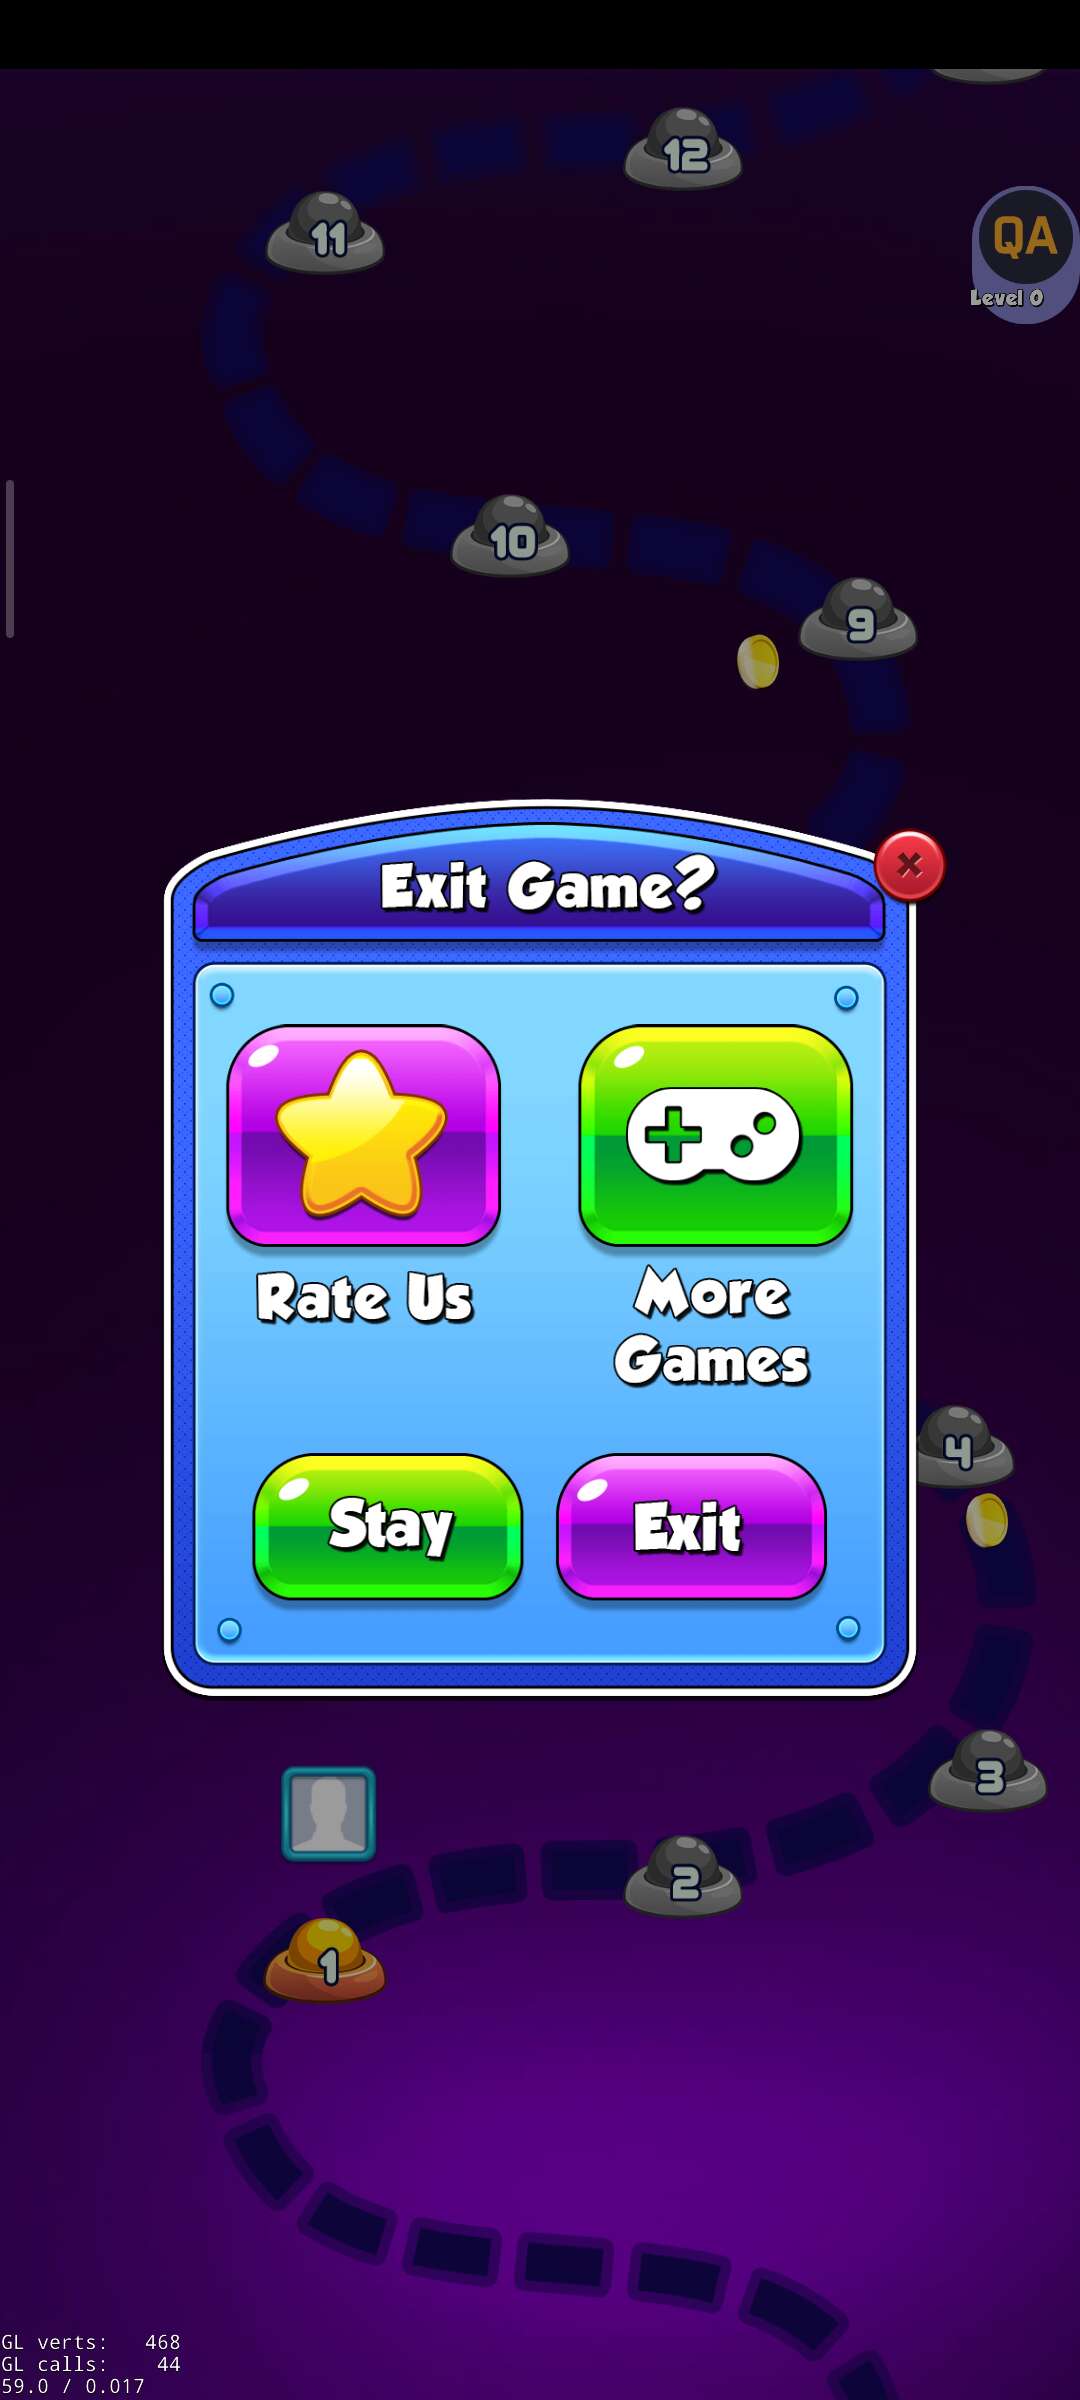 12
11
QA
Level 0
10
9
Exit Game?
Rate Us
More
Games
4
Stay
Exit
3
2
1
GL verts: 468
GL calls: 44
59.0 / 0.017